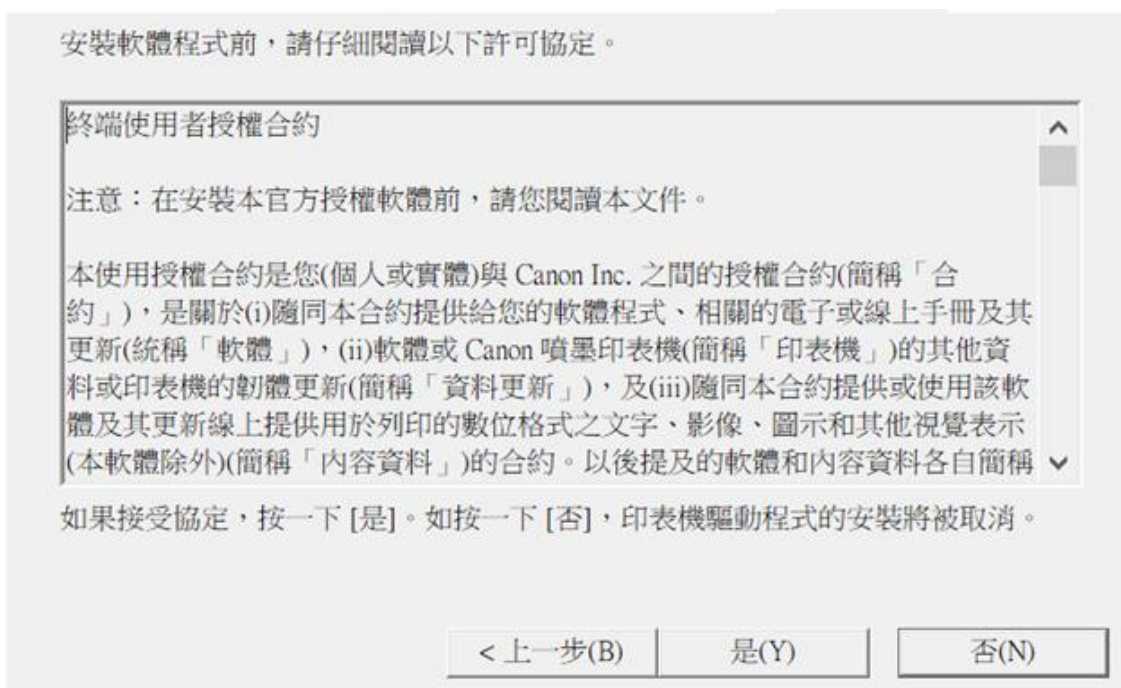 安裝軟體程式前，請仔細閱讀以下許可協定。
終端使用者授權合約
注意：在安裝本官方授權軟體前，請您閱讀本文件。
本使用授權合約是您(個人或實體)與 Canon Inc. 之間的授權合約(簡稱「合
約」)，是關於(i)隨同本合約提供給您的軟體程式、相關的電子或線上手冊及其
更新(統稱「軟體」)，(ii)軟體或 Canon 噴墨印表機(簡稱「印表機」)的其他資
料或印表機的韌體更新(簡稱「資料更新」)，及(iii)隨同本合約提供或使用該軟
體及其更新線上提供用於列印的數位格式之文字、影像、圖示和其他視覺表示
(本軟體除外)(簡稱「內容資料」)的合約。以後提及的軟體和內容資料各自簡稱
如果接受協定，按一下 [是]。如按一下 [否]，印表機驅動程式的安裝將被取消。
< 上一步(B)
是(Y)
否(N)